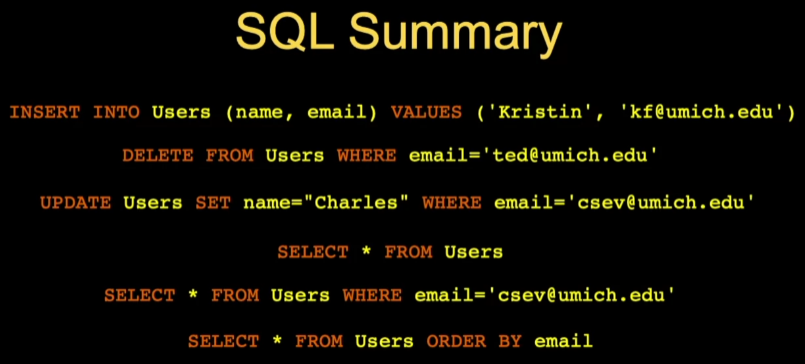 SQL Summary
INSERT INTO Users (name, email) VALUES ('Kristin', 'kf@umich.edu')
DELETE FROM Users WHERE email='ted@umich.edu'
UPDATE Users SET name="Charles" WHERE email='csev@umich.edu'
SELECT * FROM Users
SELECT * FROM Users WHERE email='csev@umich.edu'
SELECT * FROM Users ORDER BY email